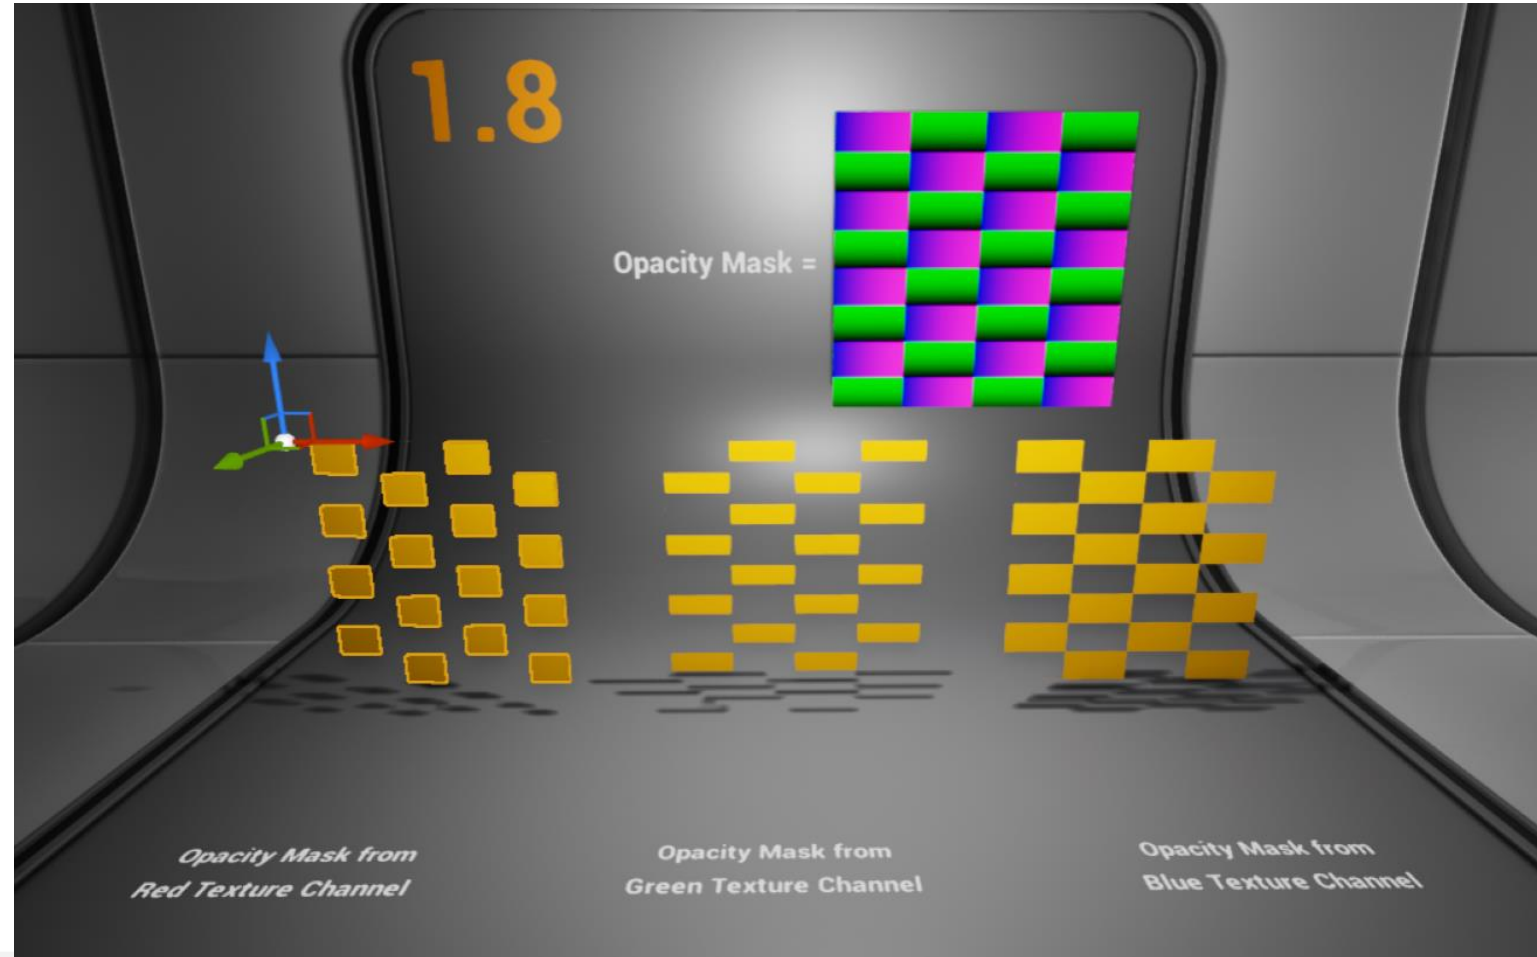 1.8
Opacity Mask =
Opacity Mask from
Red Texture Channel
Opacity Mask from
Green Texture Channel
Opacity Mask from
Blue Texture Channel